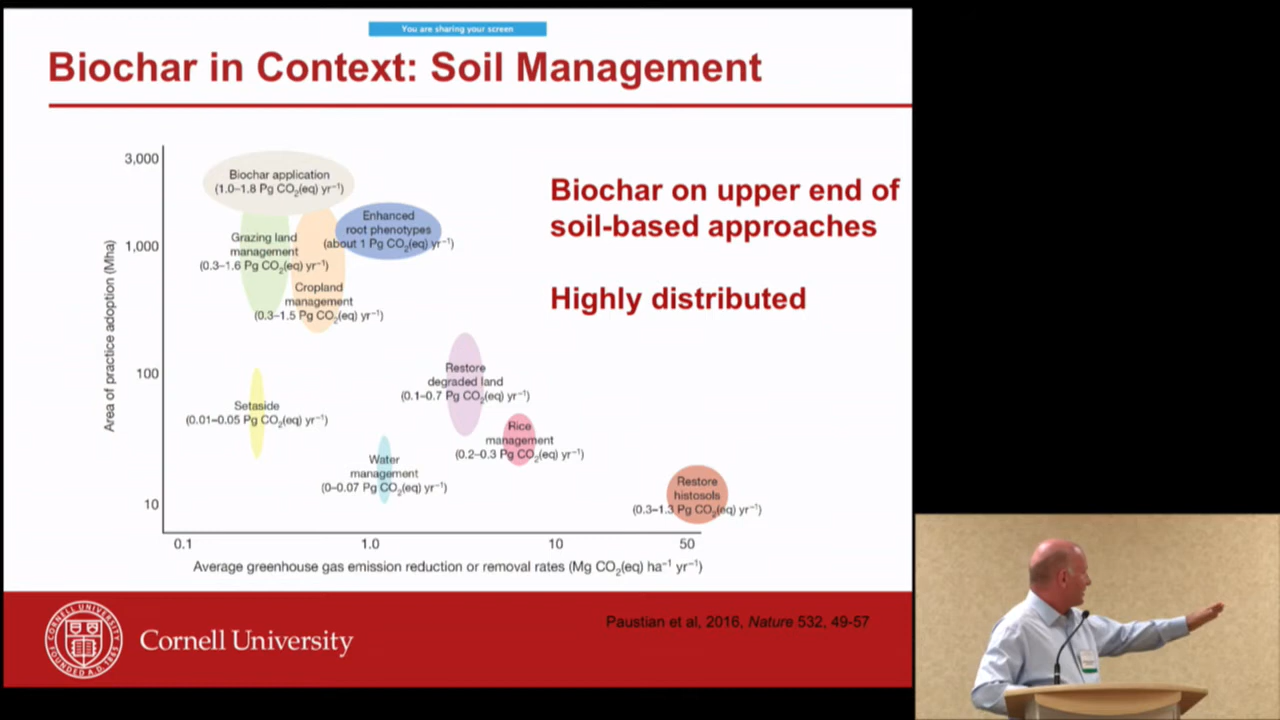 You are sharing your screen
Biochar in Context: Soil Management
3,000
1,000
100
10
Area of practice adoption (Mha)
Biochar application
(1.0–1.8 Pg CO₂(eq) yr⁻¹)
Enhanced
root phenotypes
(about 1 Pg CO₂(eq) yr⁻¹)
Grazing land
management
(0.3–1.6 Pg CO₂(eq) yr⁻¹)
Cropland
management
(0.3–1.5 Pg CO₂(eq) yr⁻¹)
Restore
degraded land
(0.1–0.7 Pg CO₂(eq) yr⁻¹)
Setaside
(0.01–0.05 Pg CO₂(eq) yr⁻¹)
Rice
management
(0.2–0.3 Pg CO₂(eq) yr⁻¹)
Water
management
(0–0.07 Pg CO₂(eq) yr⁻¹)
Restore
histosols
(0.3–1.3 Pg CO₂(eq) yr⁻¹)
0.1 1.0 10 50
Average greenhouse gas emission reduction or removal rates (Mg CO₂(eq) ha⁻¹ yr⁻¹)
Biochar on upper end of
soil-based approaches
Highly distributed
Paustian et al, 2016, Nature 532, 49-57
CORNELL UNIVERSITY
FOUNDED A.D. 1865
Cornell University